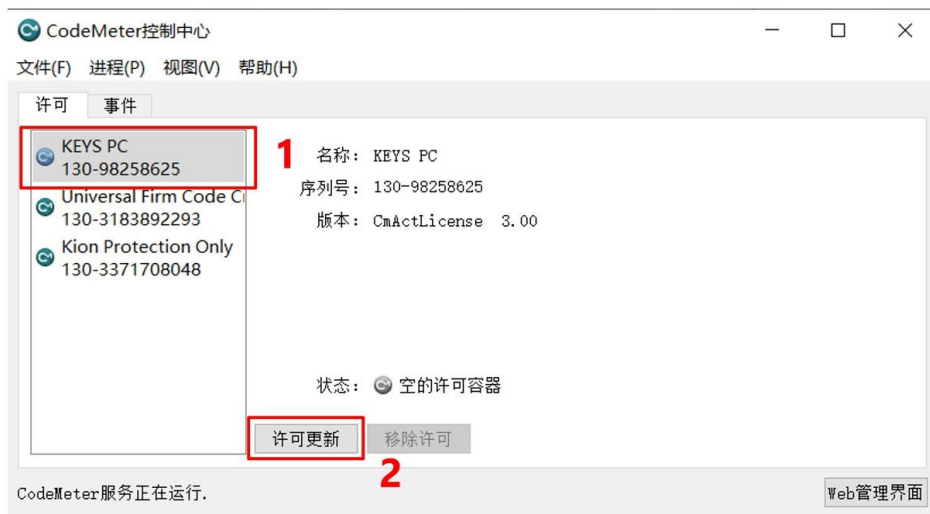 CodeMeter控制中心
文件(F) 进程(P) 视图(V) 帮助(H)
许可 事件
KEYS PC
130-98258625
1
Universal Firm Code C
130-3183892293
Kion Protection Only
130-3371708048
名称: KEYS PC
序列号: 130-98258625
版本: CmActLicense 3.00
状态: 空的许可容器
许可更新 移除许可
2
CodeMeter服务正在运行.
Web管理界面